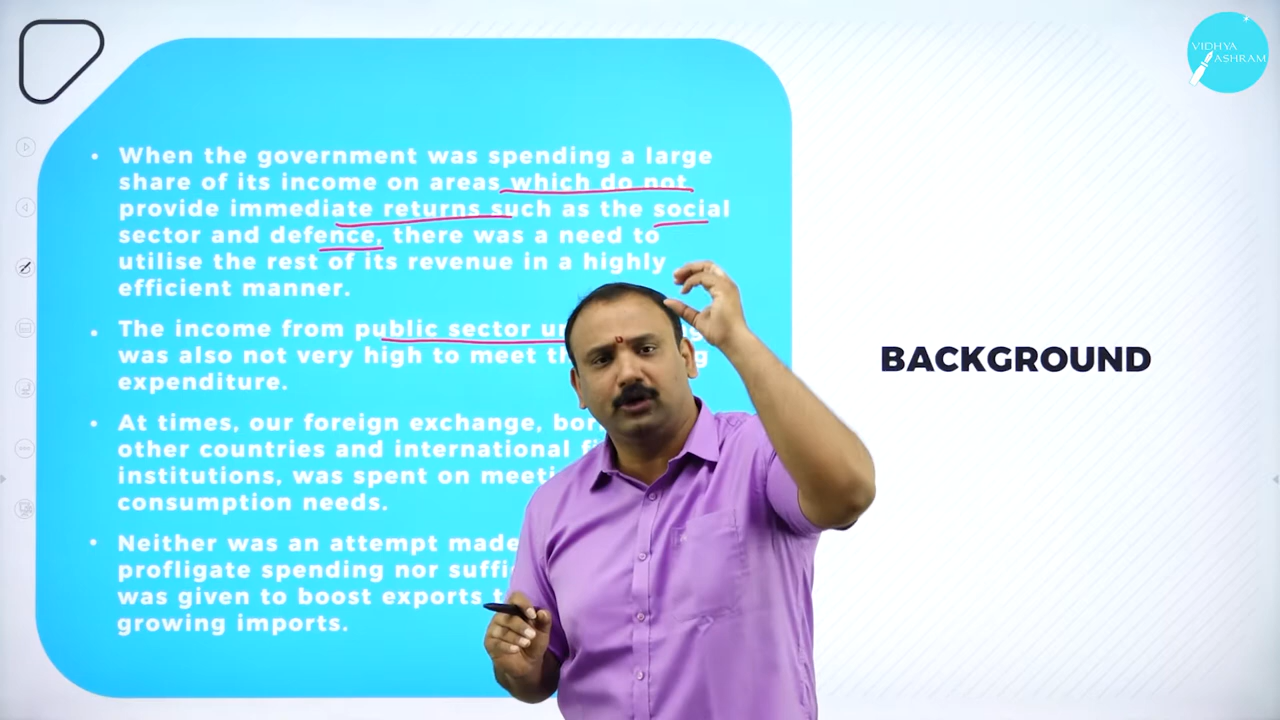 VIDHYA
ASHRAM
• When the government was spending a large
share of its income on areas which do not
provide immediate returns such as the social
sector and defence, there was a need to
utilise the rest of its revenue in a highly
efficient manner.
• The income from public sector
was also not very high to meet
expenditure.
• At times, our foreign exchange,
other countries and international
institutions, was spent on
consumption needs.
• Neither was an attempt made
profligate spending nor
was given to boost exports
growing imports.
BACKGROUND